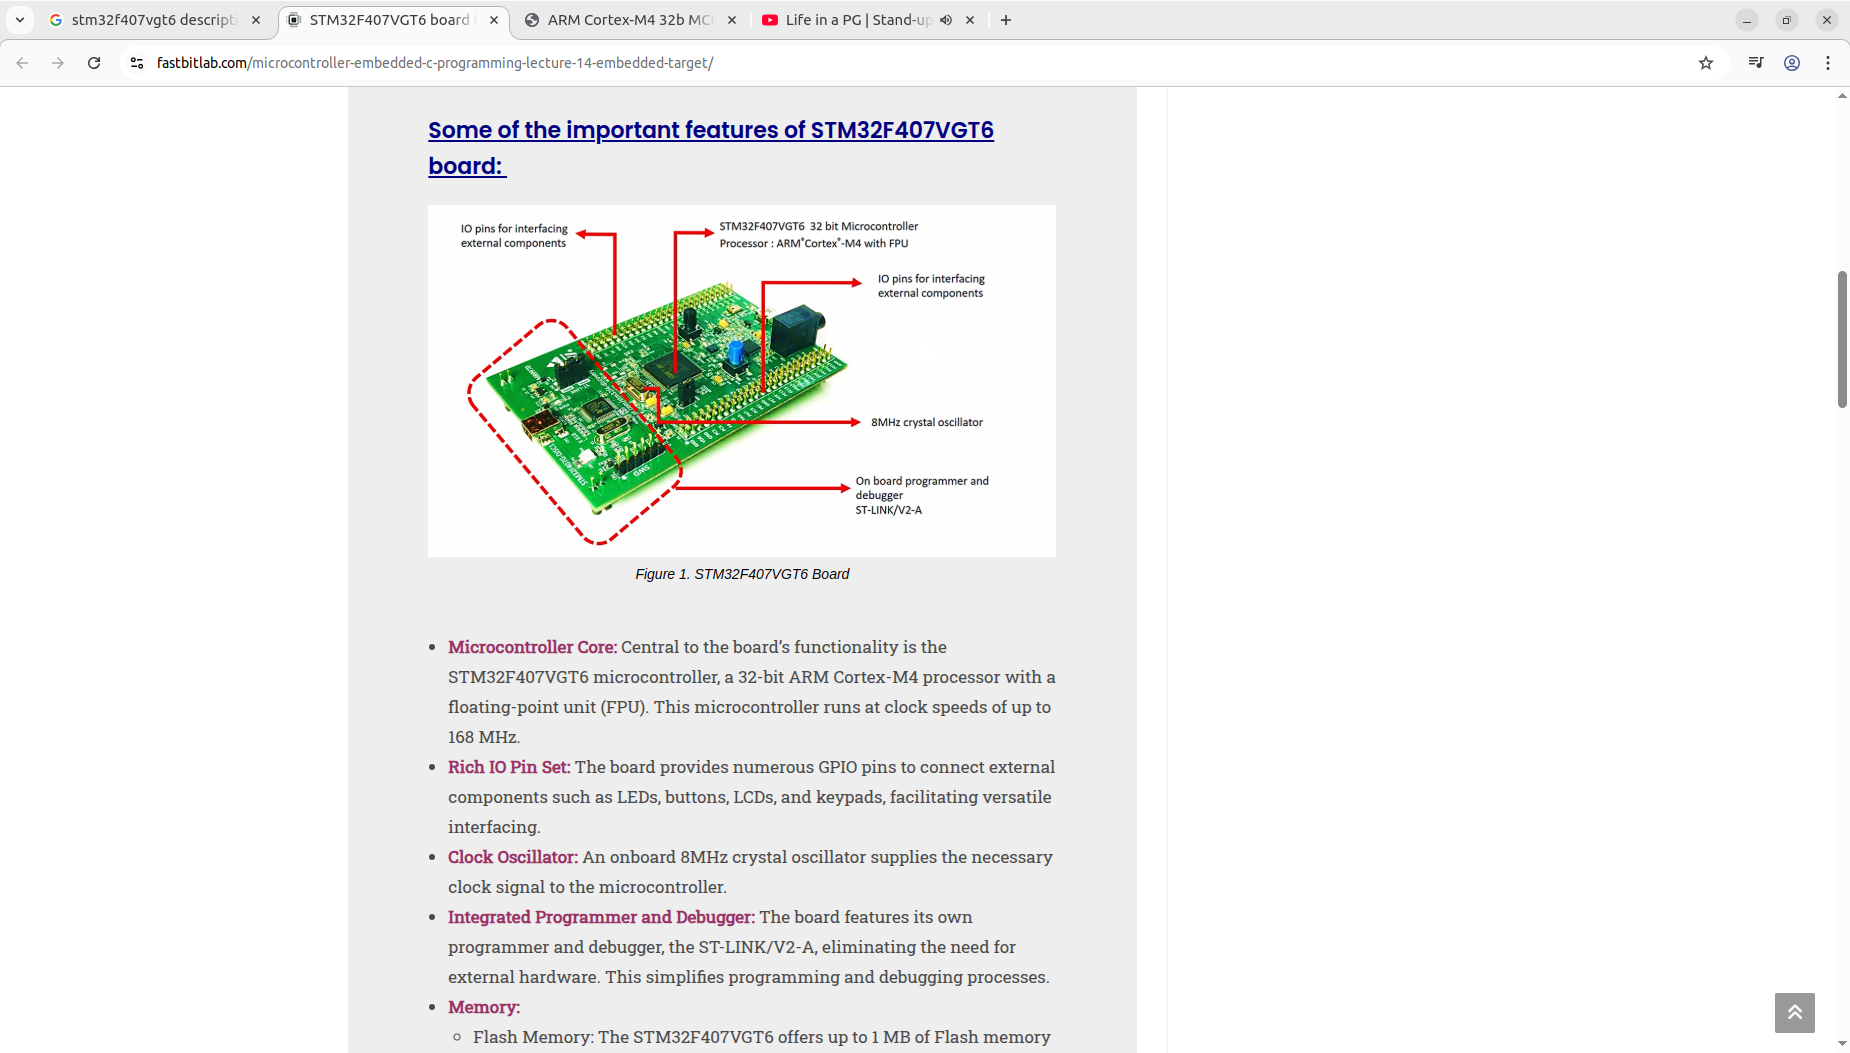 stm32f407vgt6 descripti
STM32F407VGT6 board
ARM Cortex-M4 32b MC
Life in a PG | Stand-up
fastbitlab.com/microcontroller-embedded-c-programming-lecture-14-embedded-target/
Some of the important features of STM32F407VGT6
board:
IO pins for interfacing
external components
STM32F407VGT6 32 bit Microcontroller
Processor : ARM®Cortex®-M4 with FPU
IO pins for interfacing
external components
8MHz crystal oscillator
On board programmer and
debugger
ST-LINK/V2-A
SWD
Figure 1. STM32F407VGT6 Board
• Microcontroller Core: Central to the board’s functionality is the
STM32F407VGT6 microcontroller, a 32-bit ARM Cortex-M4 processor with a
floating-point unit (FPU). This microcontroller runs at clock speeds of up to
168 MHz.
• Rich IO Pin Set: The board provides numerous GPIO pins to connect external
components such as LEDs, buttons, LCDs, and keypads, facilitating versatile
interfacing.
• Clock Oscillator: An onboard 8MHz crystal oscillator supplies the necessary
clock signal to the microcontroller.
• Integrated Programmer and Debugger: The board features its own
programmer and debugger, the ST-LINK/V2-A, eliminating the need for
external hardware. This simplifies programming and debugging processes.
• Memory:
○ Flash Memory: The STM32F407VGT6 offers up to 1 MB of Flash memory